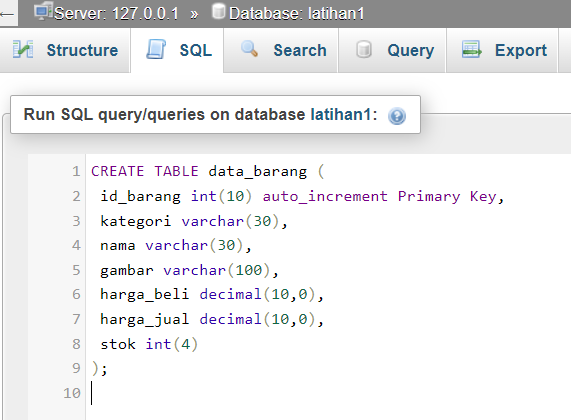 Server: 127.0.0.1 » Database: latihan1
Structure SQL Search Query Export
Run SQL query/queries on database latihan1:
1 CREATE TABLE data_barang (
2 id_barang int(10) auto_increment Primary Key,
3 kategori varchar(30),
4 nama varchar(30),
5 gambar varchar(100),
6 harga_beli decimal(10,0),
7 harga_jual decimal(10,0),
8 stok int(4)
9 );
10